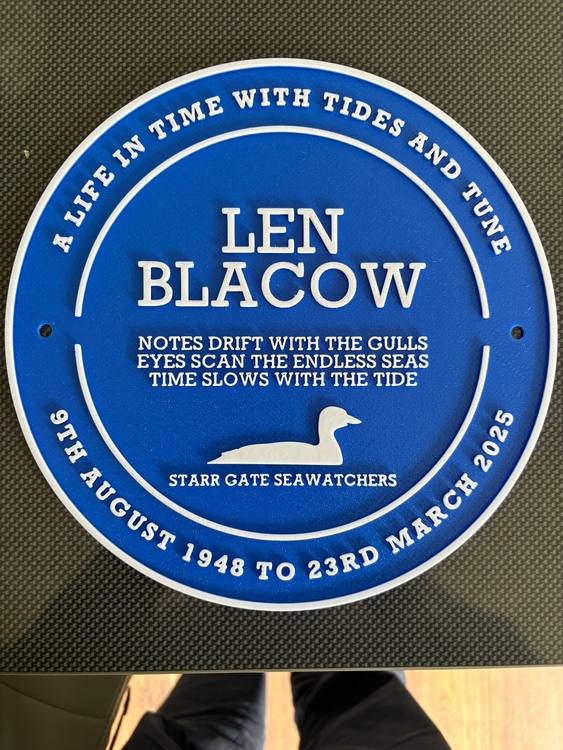 A LIFE IN TIME WITH TIDES AND TUNE
LEN
BLACOW
NOTES DRIFT WITH THE GULLS
EYES SCAN THE ENDLESS SEAS
TIME SLOWS WITH THE TIDE
STARR GATE SEAWATCHERS
9TH AUGUST 1948 TO 23RD MARCH 2025